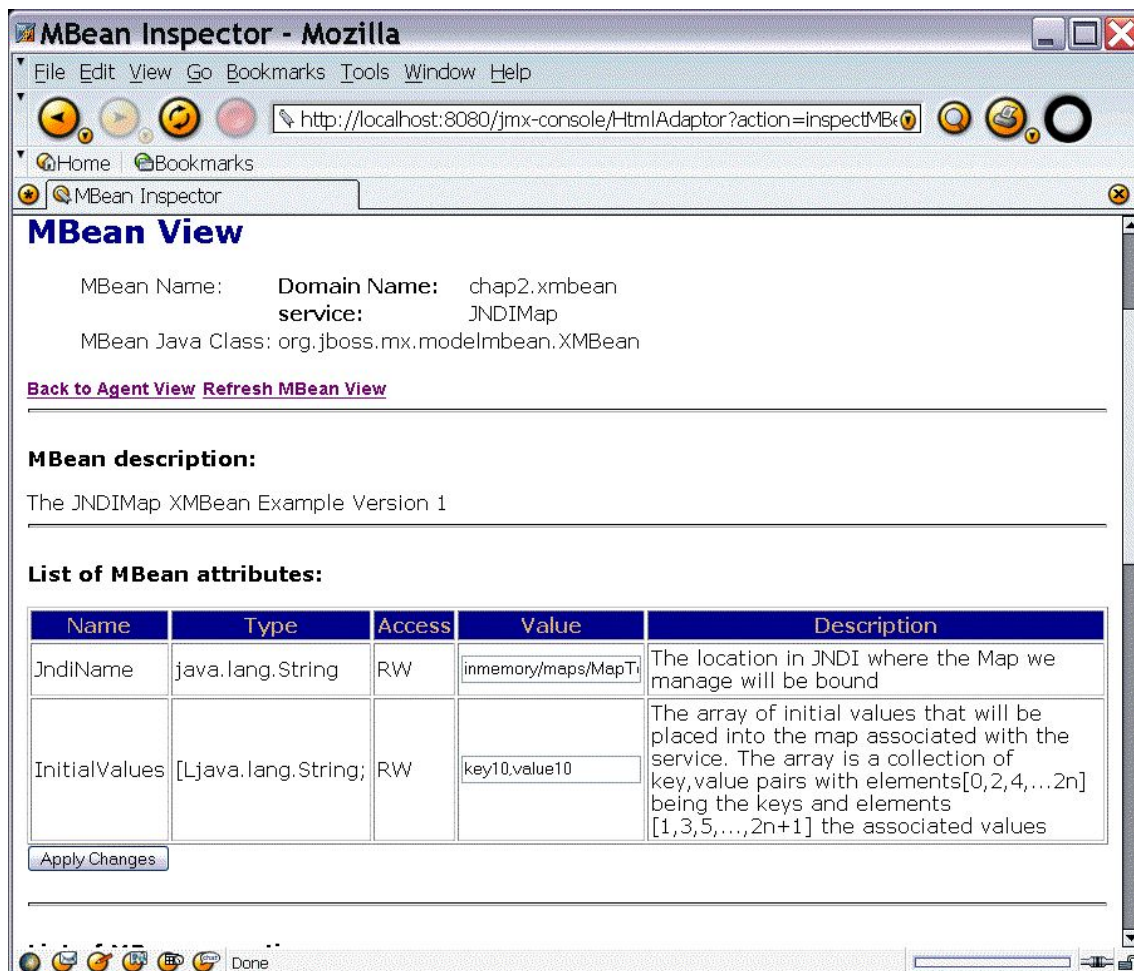 MBean Inspector - Mozilla
File Edit View Go Bookmarks Tools Window Help
http://localhost:8080/jmx-console/HtmlAdaptor?action=inspectMBe
Home Bookmarks
MBean Inspector
MBean View
MBean Name: Domain Name: chap2.xmbean
service: JNDIMap
MBean Java Class: org.jboss.mx.modelmbean.XMBean
Back to Agent View Refresh MBean View
MBean description:
The JNDIMap XMBean Example Version 1
List of MBean attributes:
Name Type Access Value Description
JndiName java.lang.String RW inmemory/maps/MapT The location in JNDI where the Map we
manage will be bound
InitialValues [Ljava.lang.String; RW key10,value10 The array of initial values that will be
placed into the map associated with the
service. The array is a collection of
key,value pairs with elements[0,2,4,...2n]
being the keys and elements
[1,3,5,...,2n+1] the associated values
Apply Changes
Done